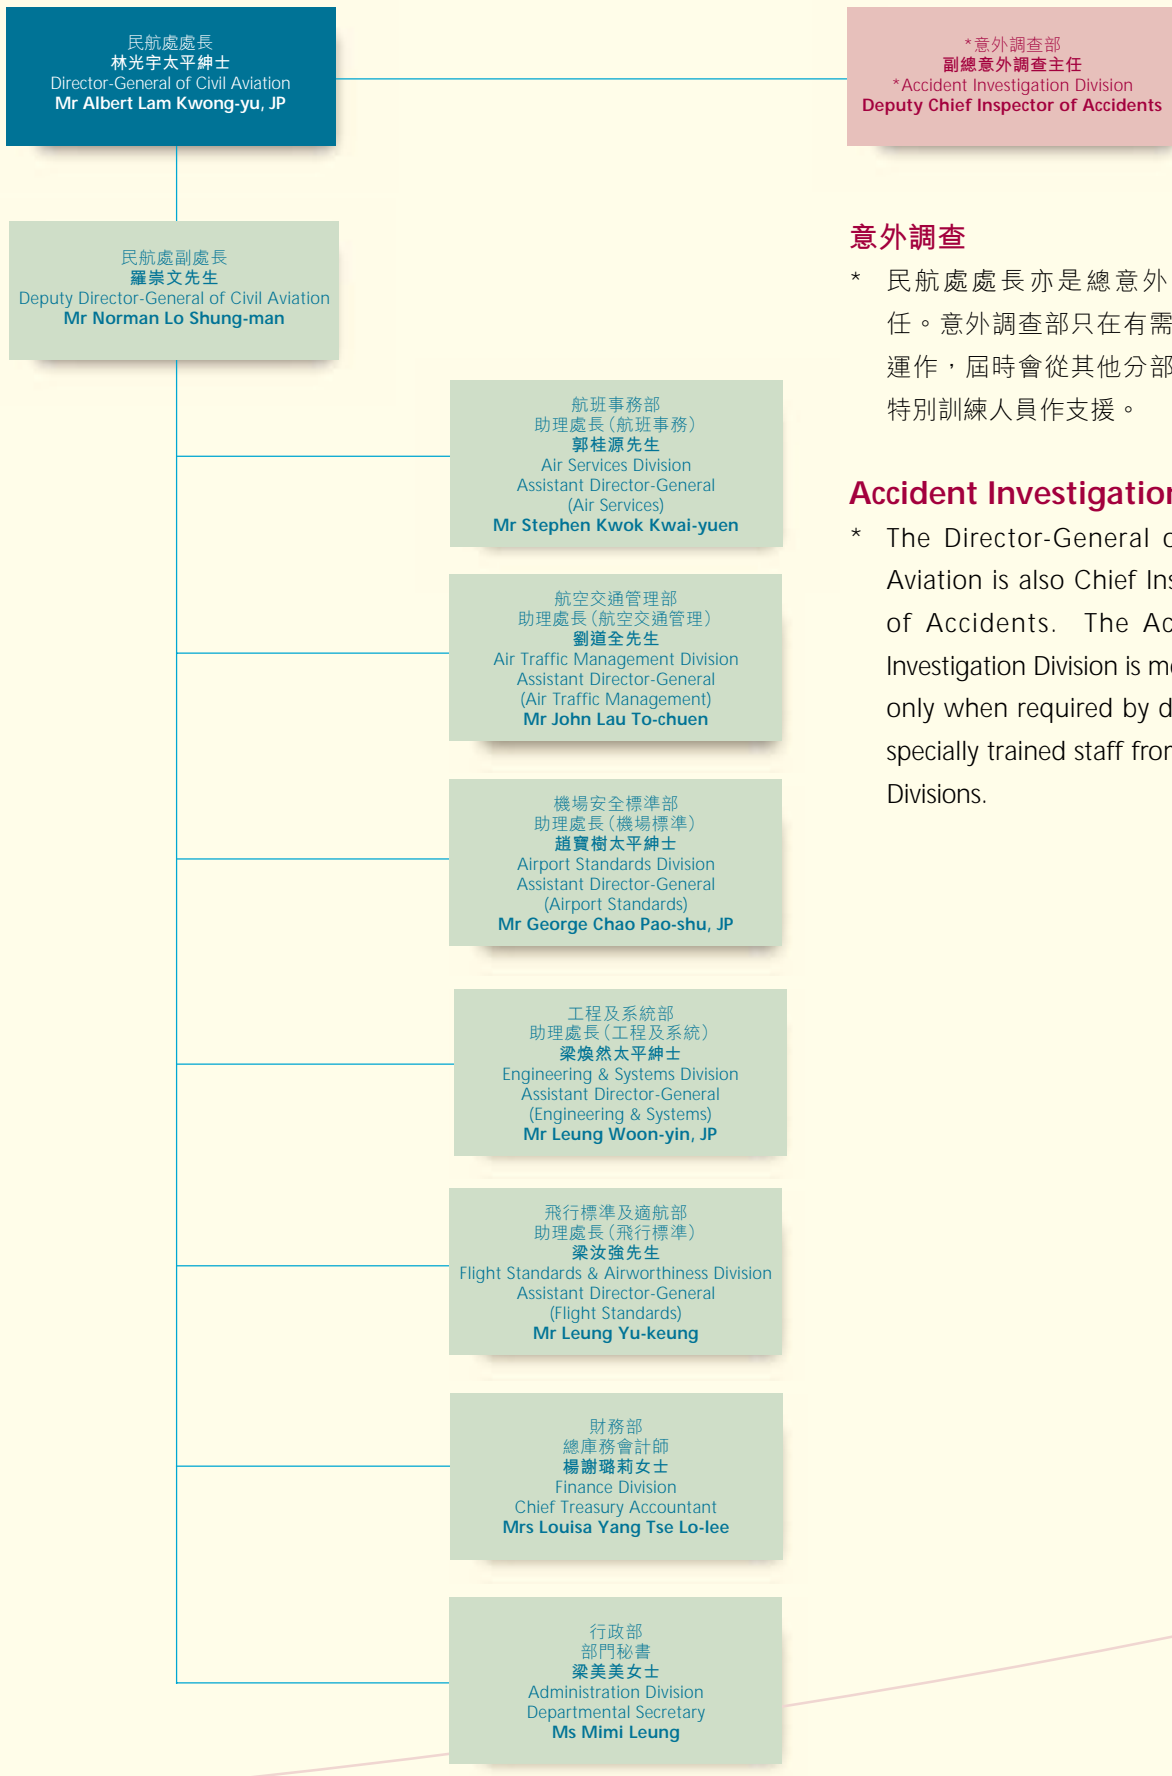 民航處處長
林光宇太平紳士
Director-General of Civil Aviation
Mr Albert Lam Kwong-yu, JP
*意外調查部
副總意外調查主任
*Accident Investigation Division
Deputy Chief Inspector of Accidents
民航處副處長
羅崇文先生
Deputy Director-General of Civil Aviation
Mr Norman Lo Shung-man
航班事務部
助理處長(航班事務)
郭桂源先生
Air Services Division
Assistant Director-General
(Air Services)
Mr Stephen Kwok Kwai-yuen
航空交通管理部
助理處長(航空交通管理)
劉道全先生
Air Traffic Management Division
Assistant Director-General
(Air Traffic Management)
Mr John Lau To-chuen
機場安全標準部
助理處長(機場標準)
趙寶樹太平紳士
Airport Standards Division
Assistant Director-General
(Airport Standards)
Mr George Chao Pao-shu, JP
工程及系統部
助理處長(工程及系統)
梁煥然太平紳士
Engineering & Systems Division
Assistant Director-General
(Engineering & Systems)
Mr Leung Woon-yin, JP
飛行標準及適航部
助理處長(飛行標準)
梁汝強先生
Flight Standards & Airworthiness Division
Assistant Director-General
(Flight Standards)
Mr Leung Yu-keung
財務部
總庫務會計師
楊謝璐莉女士
Finance Division
Chief Treasury Accountant
Mrs Louisa Yang Tse Lo-lee
行政部
部門秘書
梁美美女士
Administration Division
Departmental Secretary
Ms Mimi Leung
意外調查
* 民航處處長亦是總意外
任。意外調查部只在有需
運作，屆時會從其他分部
特別訓練人員作支援。
Accident Investigation
* The Director-General
Aviation is also Chief
of Accidents. The
Investigation Division is
only when required by
specially trained staff
Divisions.